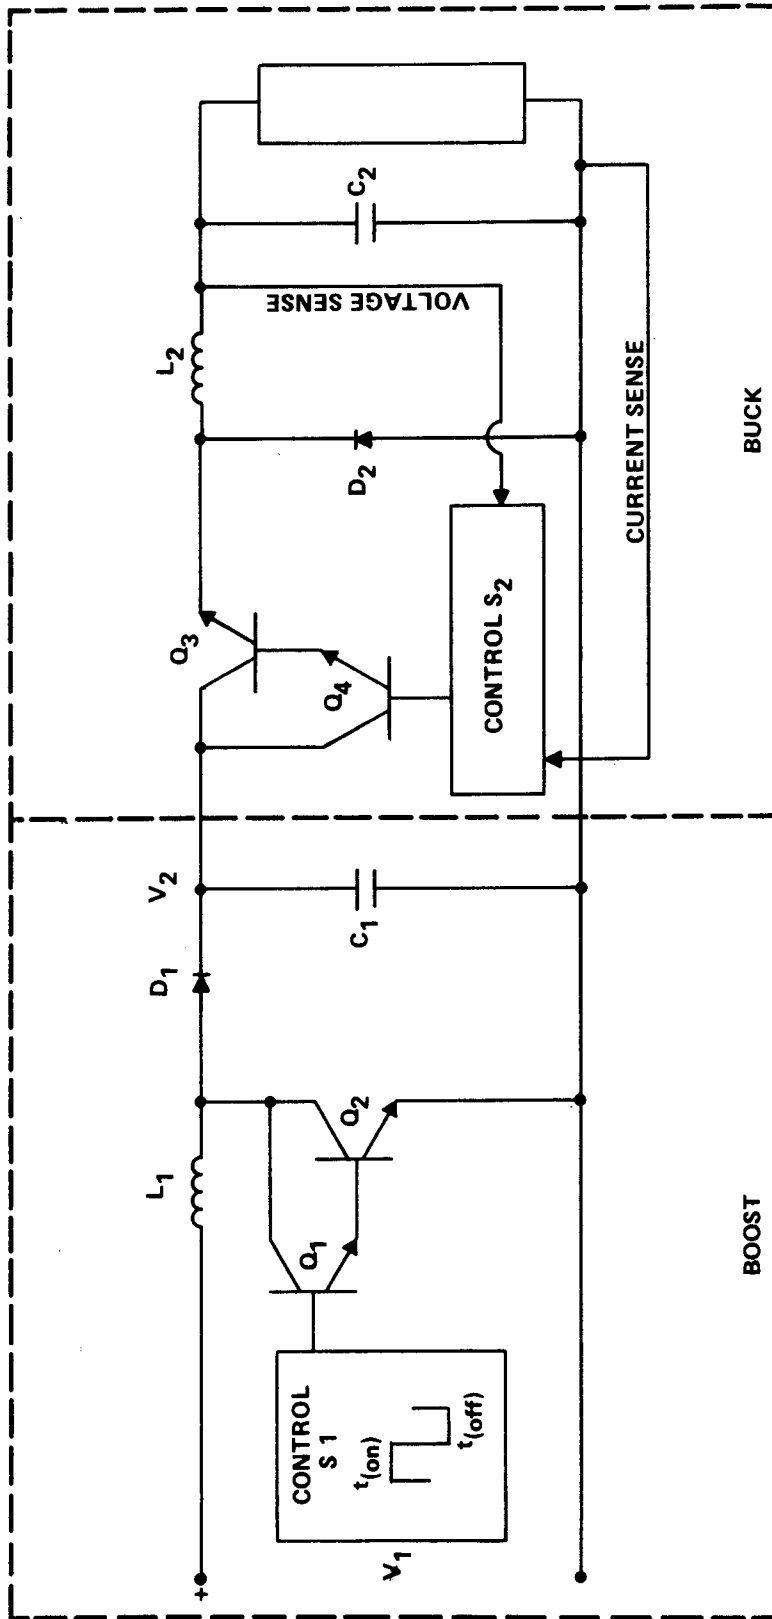 L1
D1
V2
Q3
L2
Q4
D2
VOLTAGE SENSE
C2
CONTROL
S 1
t(on)
t(off)
Q1
Q2
C1
CONTROL S2
+
V1
CURRENT SENSE
BOOST
BUCK